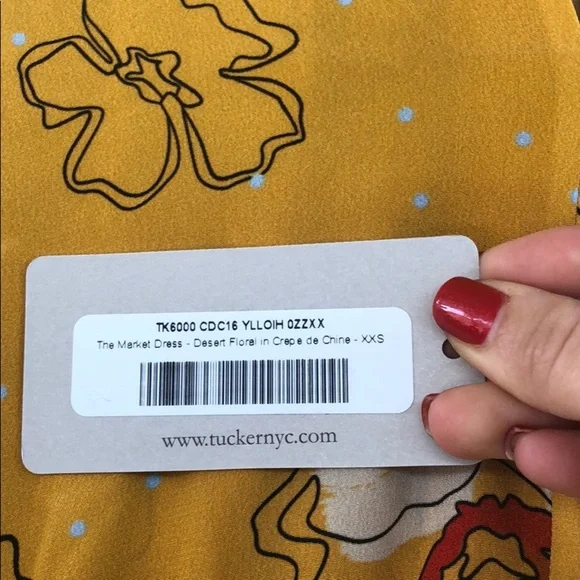 TK6000 CDC16 YLLOIH 0ZZXX
The Market Dress - Desert Floral in Crepe de Chine - XXS
www.tuckernyc.com